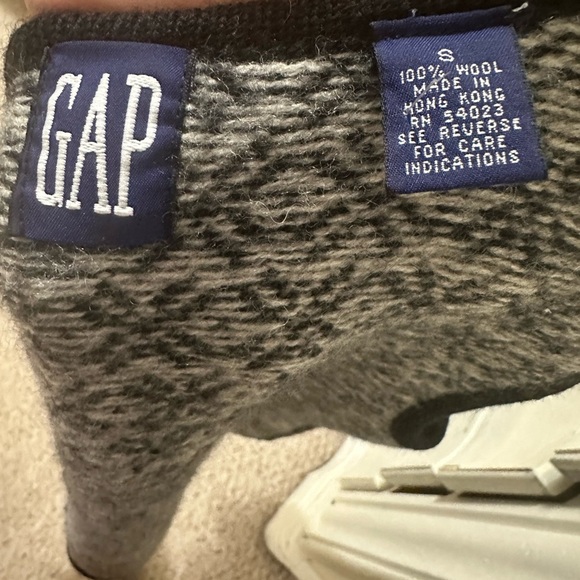 GAP
S
100% WOOL
MADE IN
HONG KONG
RN 54023
SEE REVERSE
FOR CARE
INDICATIONS